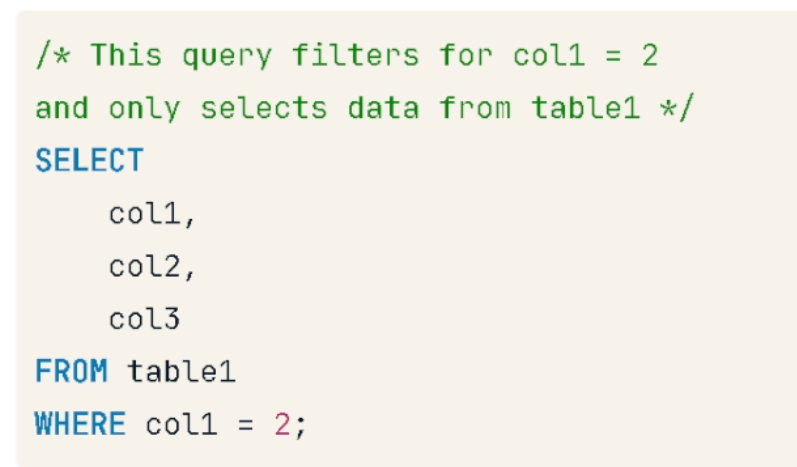 /* This query filters for col1 = 2
and only selects data from table1 */
SELECT
    col1,
    col2,
    col3
FROM table1
WHERE col1 = 2;